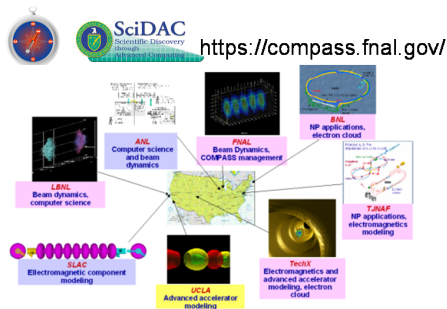 SciDAC
Scientific Discovery
through
Advanced Computing
https://compass.fnal.gov/
ANL
Computer science
and beam
dynamics
FNAL
Beam Dynamics,
COMPASS management
BNL
NP applications,
electron cloud
LBNL
Beam dynamics,
computer science
TJNAF
NP applications,
electromagnetics
modeling
SLAC
Ellectromagnetic component
modeling
UCLA
Advanced accelerator
modeling
TechX
Electromagnetics and
advanced accelerator
modeling, electron
cloud